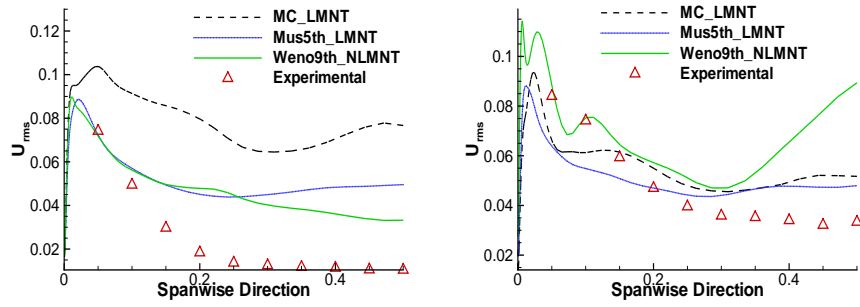 0.12
0.1
0.08
0.06
0.04
0.02
U rms
0
0.2
0.4
Spanwise Direction
MC_LMNT
Mus5th_LMNT
Weno9th_NLMNT
Experimental
0.1
0.08
0.06
0.04
0.02
U rms
0
0.2
0.4
Spanwise Direction
MC_LMNT
Mus5th_LMNT
Weno9th_NLMNT
Experimental